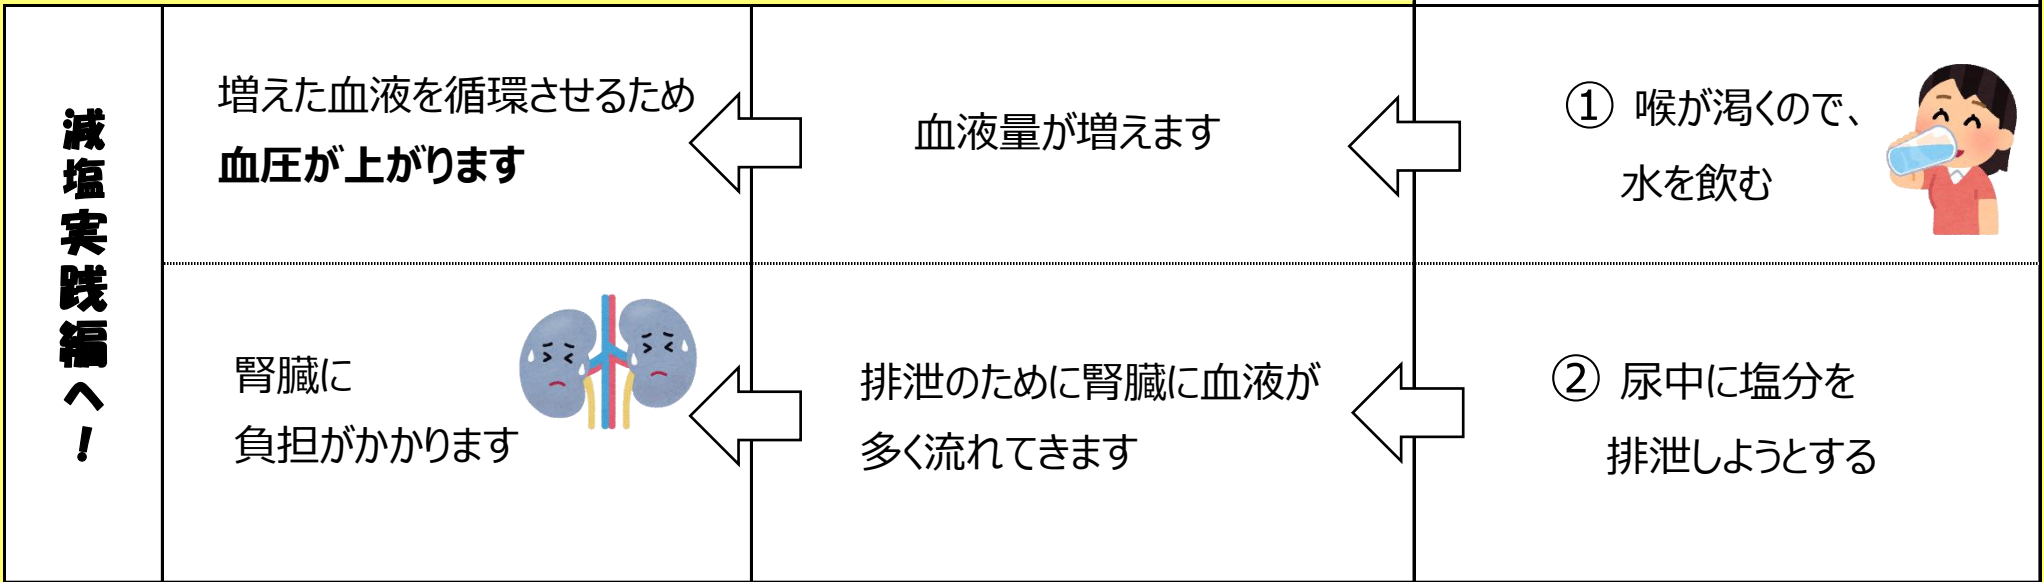 ① 喉が渇くので、
水を飲む
血液量が増えます
増えた血液を循環させるため
血圧が上がります
② 尿中に塩分を
排泄しようとする
排泄のために腎臓に血液が
多く流れてきます
腎臓に
負担がかかります
減塩実践編へ！